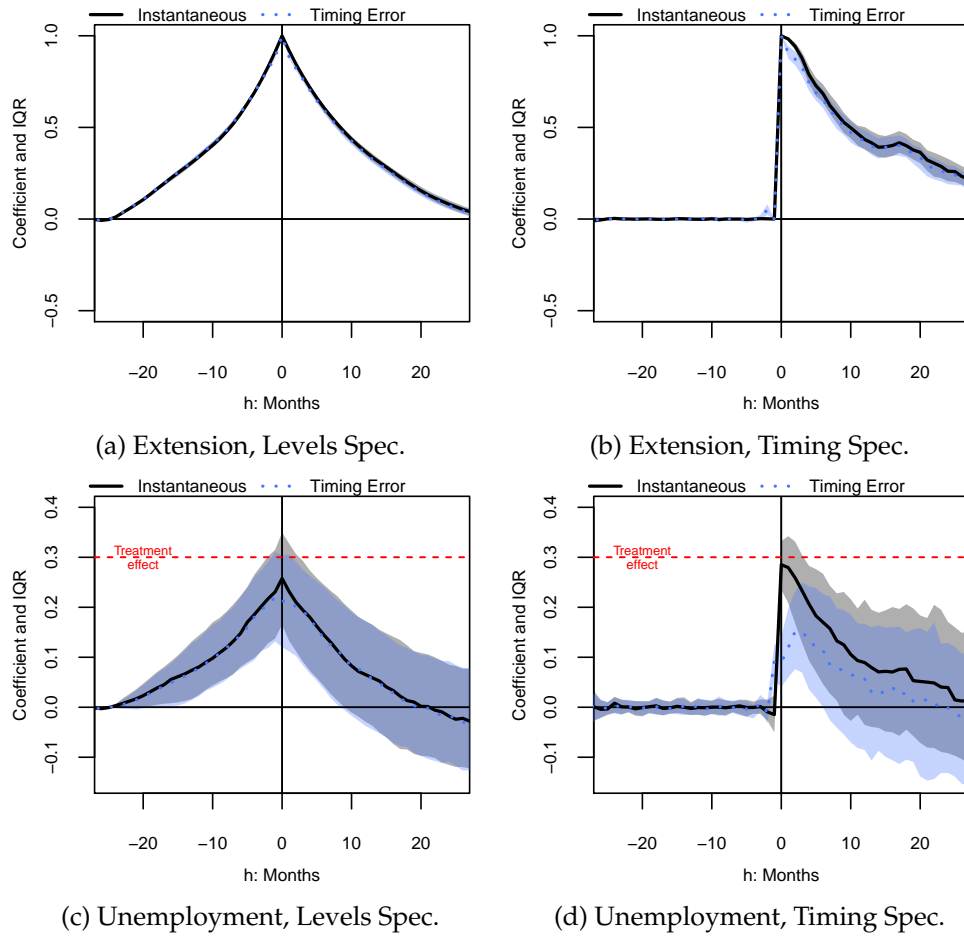 Instantaneous Timing Error
Coefficient and IQR
1.0
0.5
0.0
−0.5
−20 −10 0 10 20
h: Months
(a) Extension, Levels Spec.
Instantaneous Timing Error
Coefficient and IQR
1.0
0.5
0.0
−0.5
−20 −10 0 10 20
h: Months
(b) Extension, Timing Spec.
Instantaneous Timing Error
Coefficient and IQR
0.4
0.3
0.2
0.1
0.0
−0.1
Treatment
effect
−20 −10 0 10 20
h: Months
(c) Unemployment, Levels Spec.
Instantaneous Timing Error
Coefficient and IQR
0.4
0.3
0.2
0.1
0.0
−0.1
Treatment
effect
−20 −10 0 10 20
h: Months
(d) Unemployment, Timing Spec.